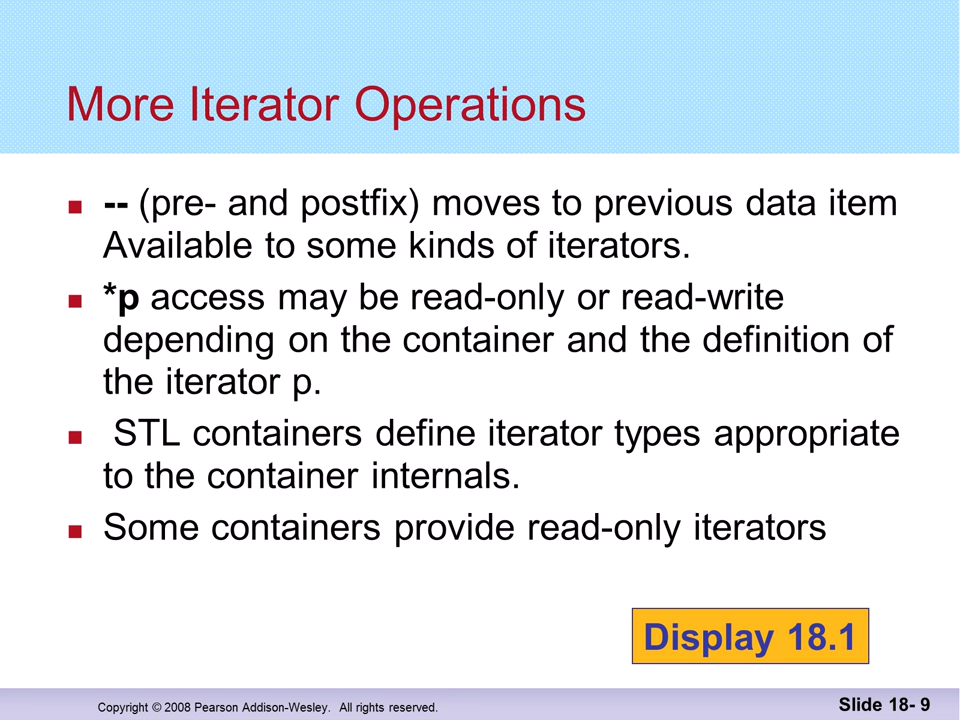 More Iterator Operations
-- (pre- and postfix) moves to previous data item
Available to some kinds of iterators.
*p access may be read-only or read-write
depending on the container and the definition of
the iterator p.
STL containers define iterator types appropriate
to the container internals.
Some containers provide read-only iterators
Display 18.1
Copyright © 2008 Pearson Addison-Wesley. All rights reserved.
Slide 18- 9